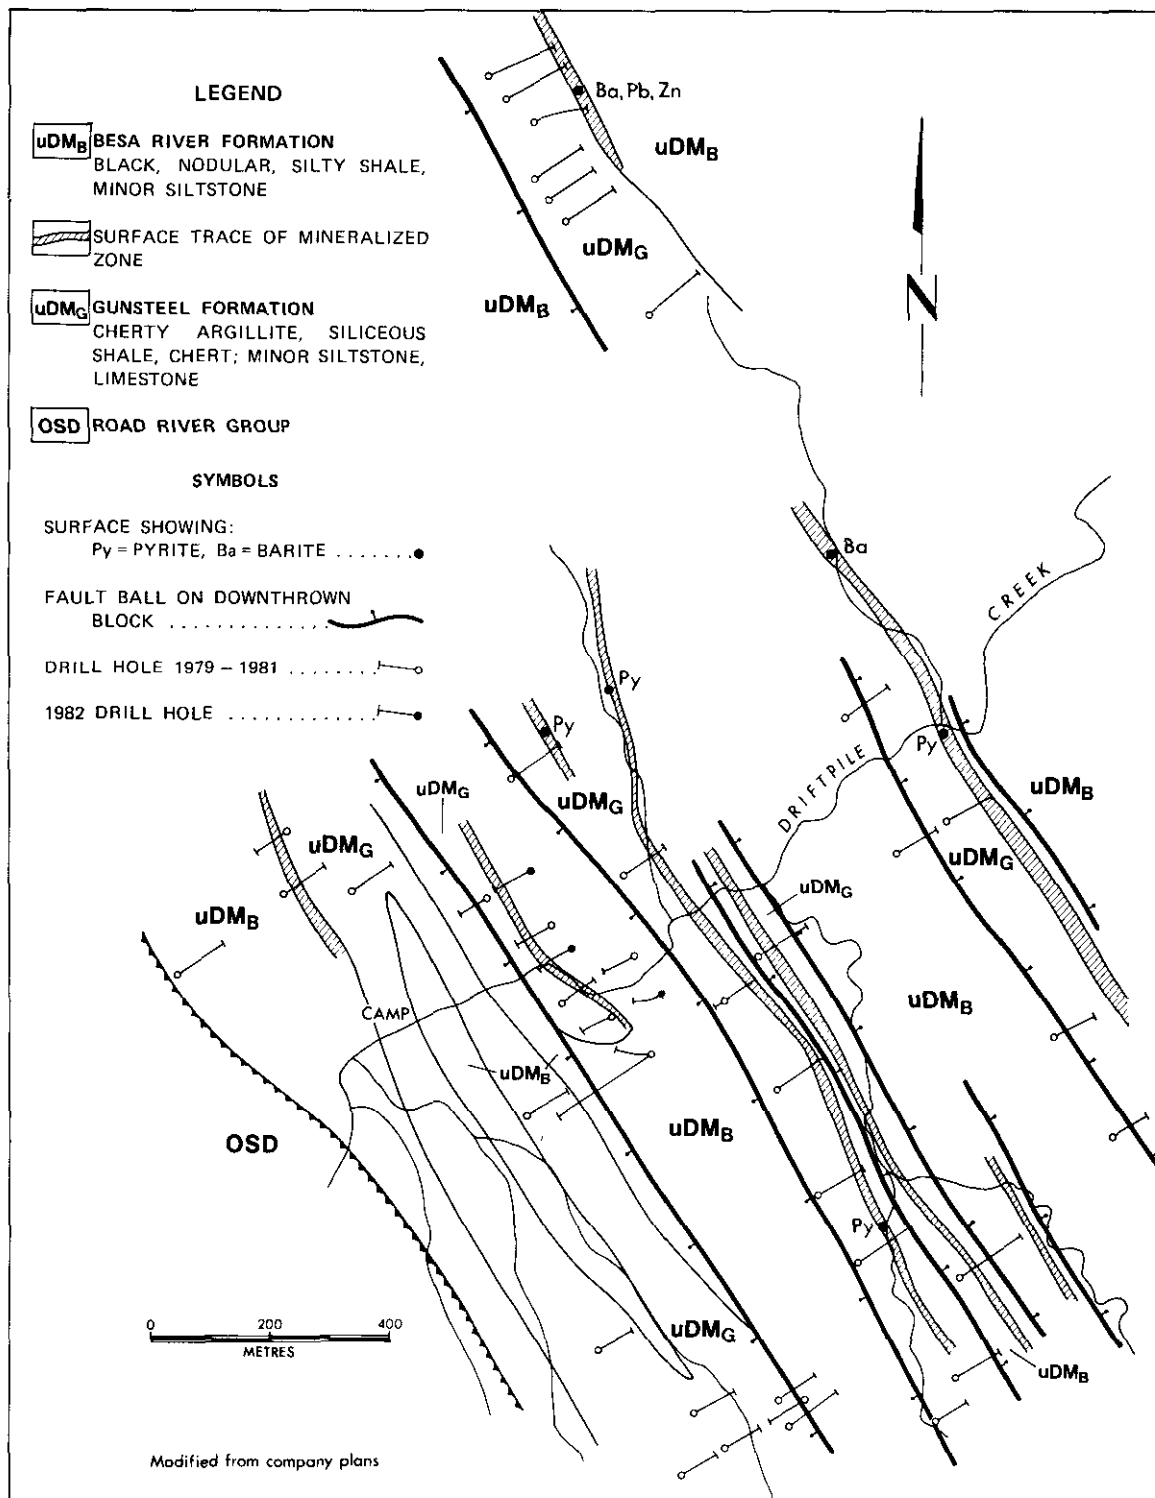 LEGEND
uDMB BESA RIVER FORMATION
BLACK, NODULAR, SILTY SHALE,
MINOR SILTSTONE
SURFACE TRACE OF MINERALIZED
ZONE
uDMG GUNSTEEL FORMATION
CHERTY ARGILLITE, SILICEOUS
SHALE, CHERT; MINOR SILTSTONE,
LIMESTONE
OSD ROAD RIVER GROUP
SYMBOLS
SURFACE SHOWING:
Py = PYRITE, Ba = BARITE .......
FAULT BALL ON DOWNTHROWN
BLOCK .............
DRILL HOLE 1979 – 1981 ........
1982 DRILL HOLE .............
Ba, Pb, Zn
uDMB
uDMG
uDMB
N
Ba
CREEK
DRIFTPILE
Py
Py
Py
uDMG
uDMG
uDMB
uDMG
uDMG
uDMG
uDMB
uDMB
CAMP
uDMB
uDMB
OSD
Py
uDMG
uDMB
0 200 400
METRES
Modified from company plans